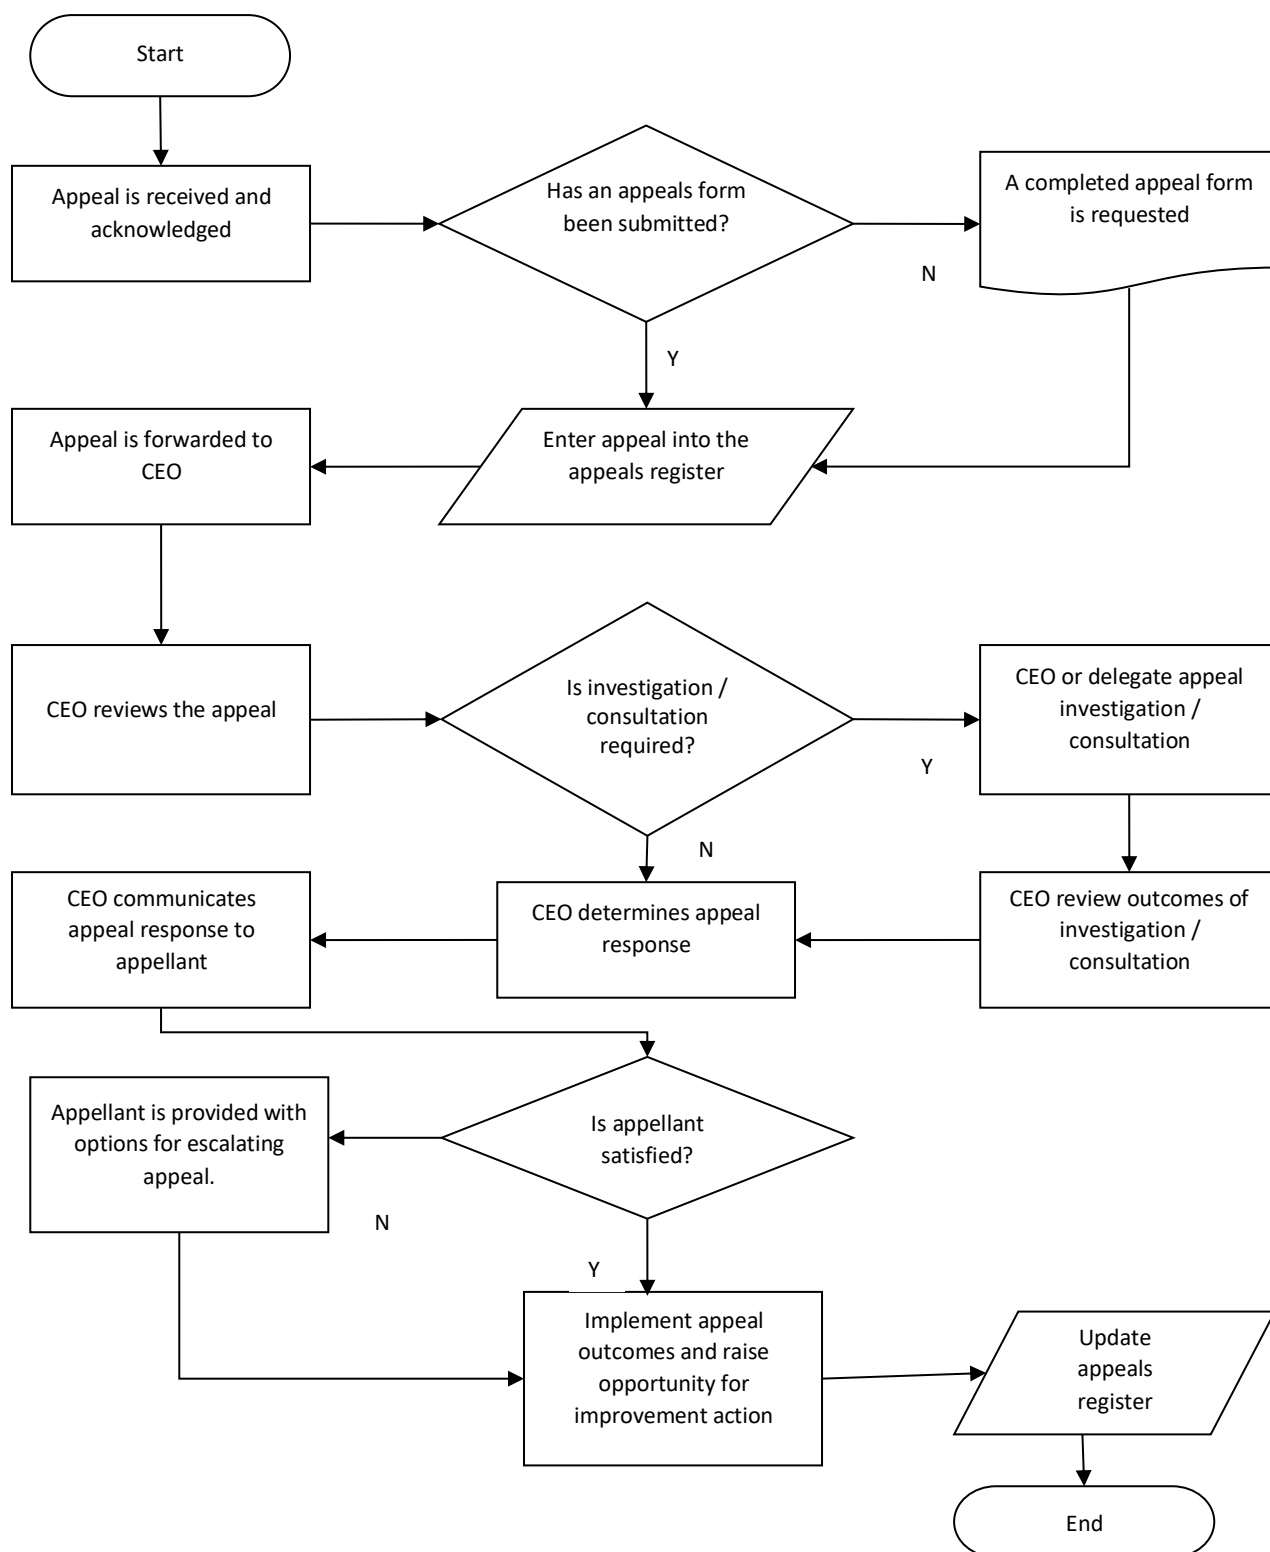 Start
Appeal is received and
acknowledged
Has an appeals form
been submitted?
A completed appeal form
is requested
N
Y
Appeal is forwarded to
CEO
Enter appeal into the
appeals register
CEO reviews the appeal
Is investigation /
consultation
required?
CEO or delegate appeal
investigation /
consultation
Y
N
CEO communicates
appeal response to
appellant
CEO determines appeal
response
CEO review outcomes of
investigation /
consultation
Appellant is provided with
options for escalating
appeal.
Is appellant
satisfied?
N
Y
Implement appeal
outcomes and raise
opportunity for
improvement action
Update
appeals
register
End